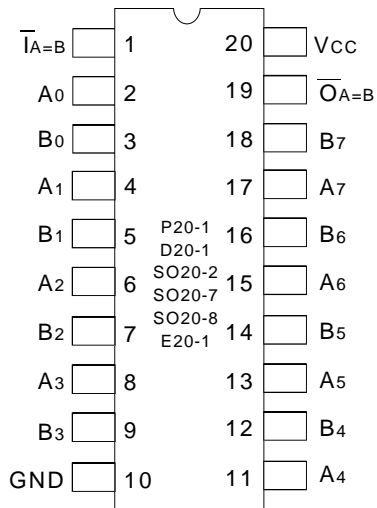 I̅A=B 1 20 VCC
A0 2 19 O̅A=B
B0 3 18 B7
A1 4 17 A7
B1 5 P20-1 16 B6
D20-1
A2 6 SO20-2 15 A6
SO20-7
B2 7 SO20-8 14 B5
E20-1
A3 8 13 A5
B3 9 12 B4
GND 10 11 A4